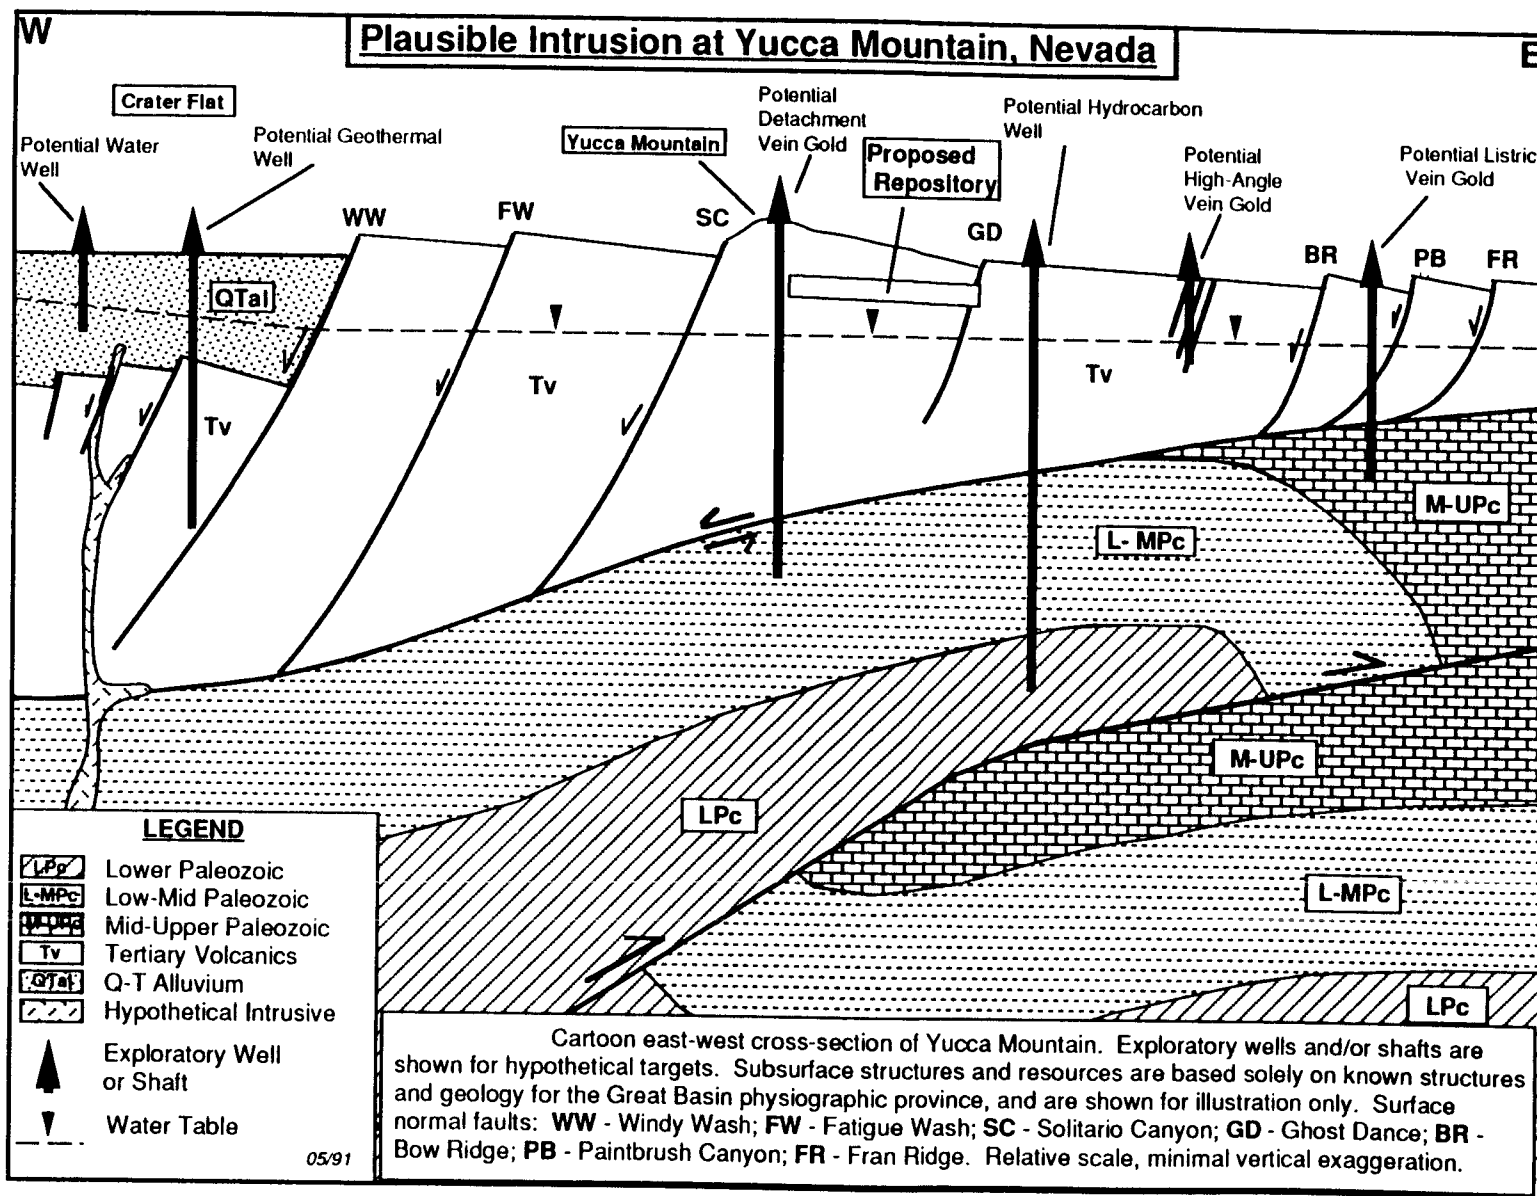 W
Plausible Intrusion at Yucca Mountain, Nevada
E
Crater Flat
Potential Water
Well
Potential Geothermal
Well
Yucca Mountain
Potential
Detachment
Vein Gold
Proposed
Repository
Potential Hydrocarbon
Well
Potential
High-Angle
Vein Gold
Potential Listric
Vein Gold
WW
FW
SC
GD
BR
PB
FR
QTal
Tv
Tv
Tv
M-UPc
L- MPc
M-UPc
LPc
L-MPc
LPc
LEGEND
LPc Lower Paleozoic
L-MPc Low-Mid Paleozoic
M-UPc Mid-Upper Paleozoic
Tv Tertiary Volcanics
QTal Q-T Alluvium
Hypothetical Intrusive
Exploratory Well
or Shaft
Water Table
05/91
Cartoon east-west cross-section of Yucca Mountain. Exploratory wells and/or shafts are
shown for hypothetical targets. Subsurface structures and resources are based solely on known structures
and geology for the Great Basin physiographic province, and are shown for illustration only. Surface
normal faults: WW - Windy Wash; FW - Fatigue Wash; SC - Solitario Canyon; GD - Ghost Dance; BR -
Bow Ridge; PB - Paintbrush Canyon; FR - Fran Ridge. Relative scale, minimal vertical exaggeration.